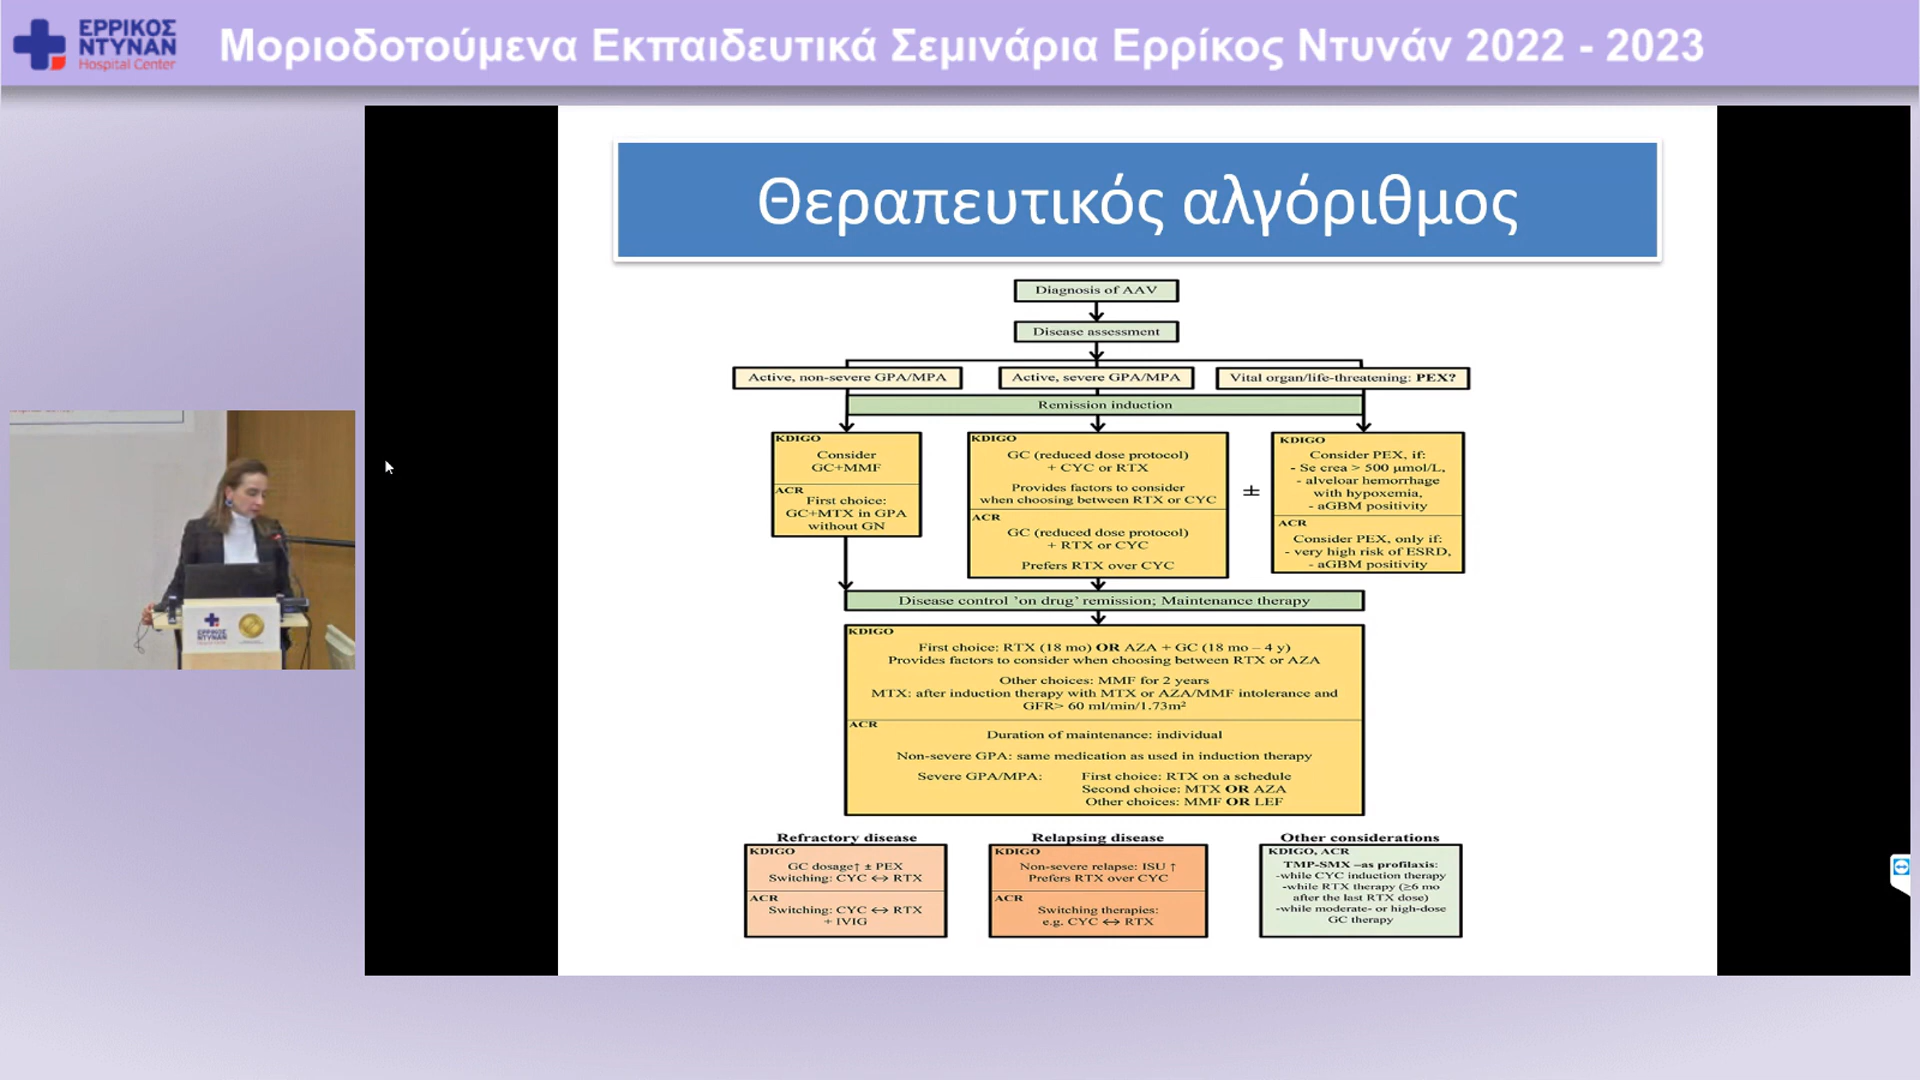 ΕΡΡΙΚΟΣ
ΝΤΥΝΑΝ
Hospital Center
Μοριοδοτούμενα Εκπαιδευτικά Σεμινάρια Ερρίκος Ντυνάν 2022 - 2023
Θεραπευτικός αλγόριθμος
Diagnosis of AAV
Disease assessment
Active, non-severe GPA/MPA
Active, severe GPA/MPA
Vital organ/life-threatening: PEX?
Remission induction
KDIGO
Consider
GC+MMF
ACR
First choice:
GC+MTX in GPA
without GN
KDIGO
GC (reduced dose protocol)
+ CYC or RTX
Provides factors to consider
when choosing between RTX or CYC
ACR
GC (reduced dose protocol)
+ RTX or CYC
Prefers RTX over CYC
±
KDIGO
Consider PEX, if:
- Se crea > 500 µmol/L,
- alveloar hemorrhage
with hypoxemia,
- aGBM positivity
ACR
Consider PEX, only if:
- very high risk of ESRD,
- aGBM positivity
Disease control 'on drug' remission; Maintenance therapy
KDIGO
First choice: RTX (18 mo) OR AZA + GC (18 mo – 4 y)
Provides factors to consider when choosing between RTX or AZA
Other choices: MMF for 2 years
MTX: after induction therapy with MTX or AZA/MMF intolerance and
GFR> 60 ml/min/1.73m²
ACR
Duration of maintenance: individual
Non-severe GPA: same medication as used in induction therapy
Severe GPA/MPA: First choice: RTX on a schedule
Second choice: MTX OR AZA
Other choices: MMF OR LEF
Refractory disease
KDIGO
GC dosage↑ ± PEX
Switching: CYC ↔ RTX
ACR
Switching: CYC ↔ RTX
+ IVIG
Relapsing disease
KDIGO
Non-severe relapse: ISU ↑
Prefers RTX over CYC
ACR
Switching therapies:
e.g. CYC ↔ RTX
Other considerations
KDIGO, ACR
TMP-SMX –as profilaxis:
-while CYC induction therapy
-while RTX therapy (≥6 mo
after the last RTX dose)
-while moderate- or high-dose
GC therapy
ΕΡΡΙΚΟΣ
ΝΤΥΝΑΝ